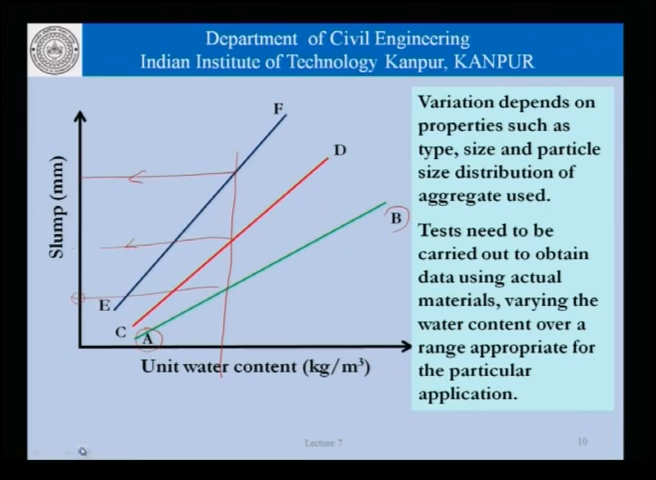 Department of Civil Engineering
Indian Institute of Technology Kanpur, KANPUR
Slump (mm)
F
D
B
E
C
A
Unit water content (kg/m³)
Variation depends on
properties such as
type, size and particle
size distribution of
aggregate used.
Tests need to be
carried out to obtain
data using actual
materials, varying the
water content over a
range appropriate for
the particular
application.
Lecture 7
10